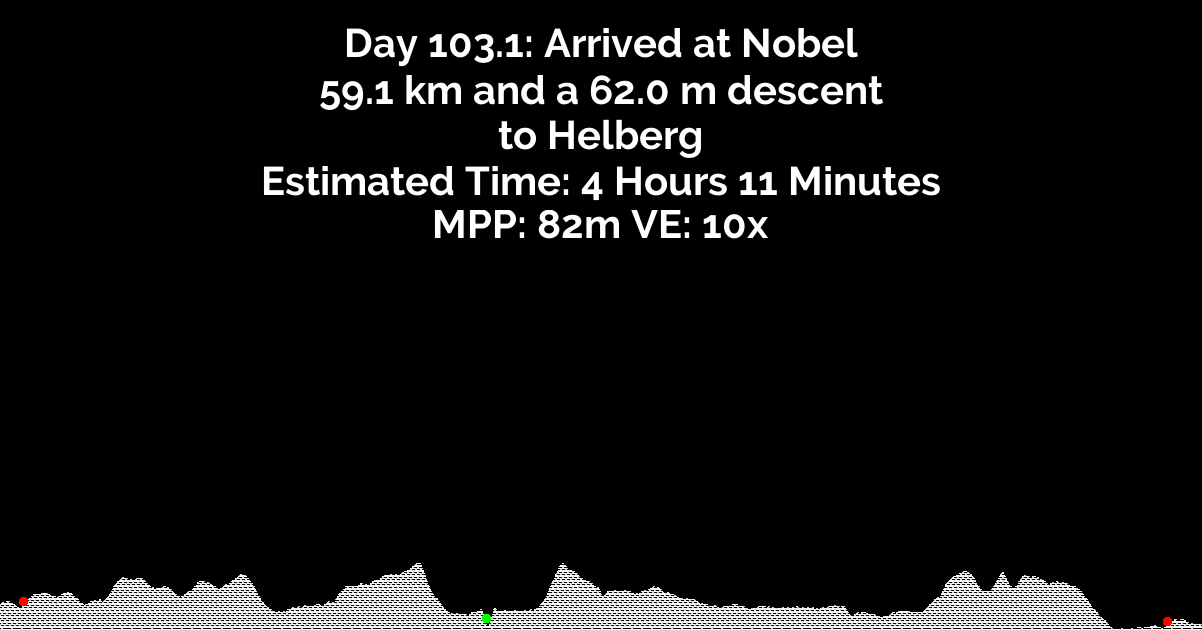 Day 103.1: Arrived at Nobel
59.1 km and a 62.0 m descent
to Helberg
Estimated Time: 4 Hours 11 Minutes
MPP: 82m VE: 10x